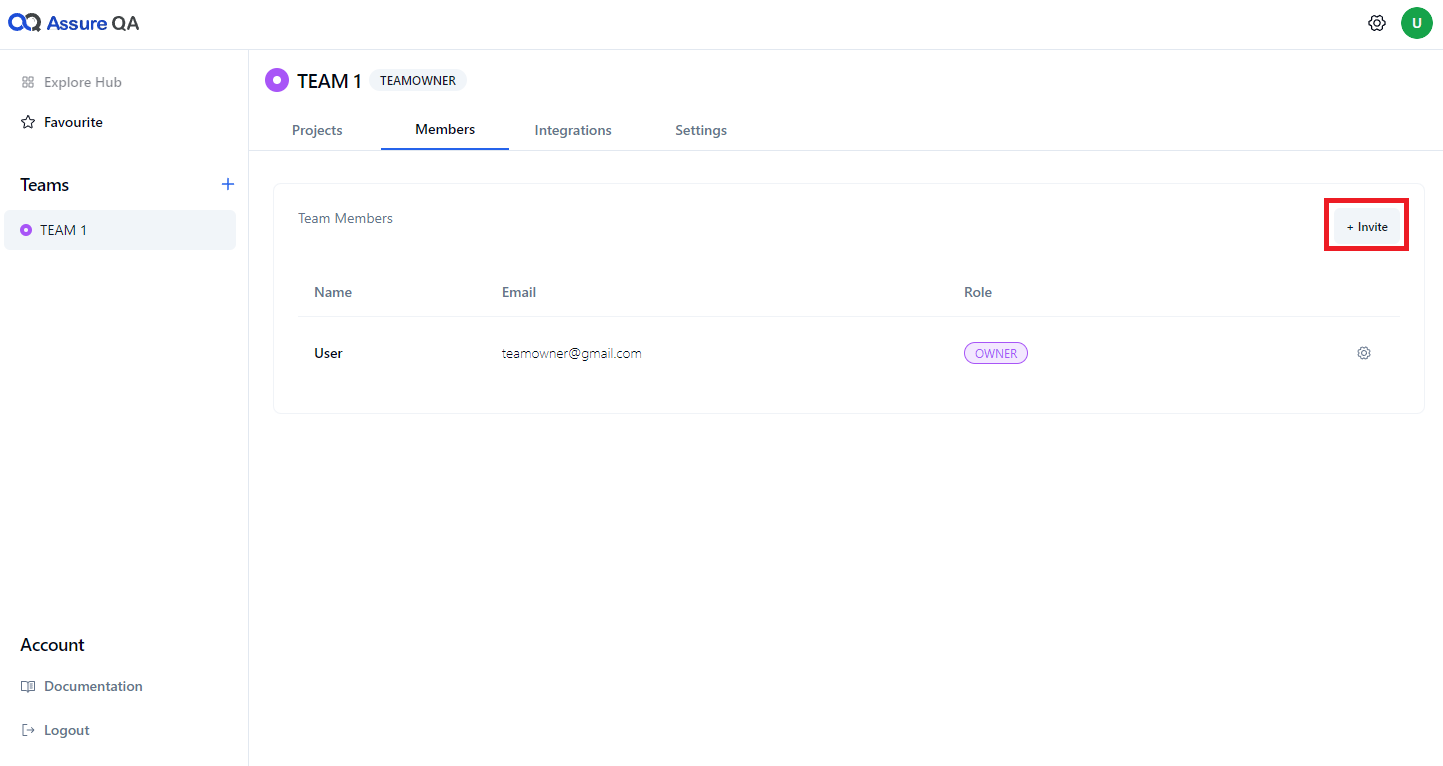 Assure QA
U
Explore Hub
Favourite
Teams
+
TEAM 1
Account
Documentation
Logout
TEAM 1 TEAMOWNER
Projects Members Integrations Settings
Team Members
+ Invite
Name Email Role
User teamowner@gmail.com OWNER